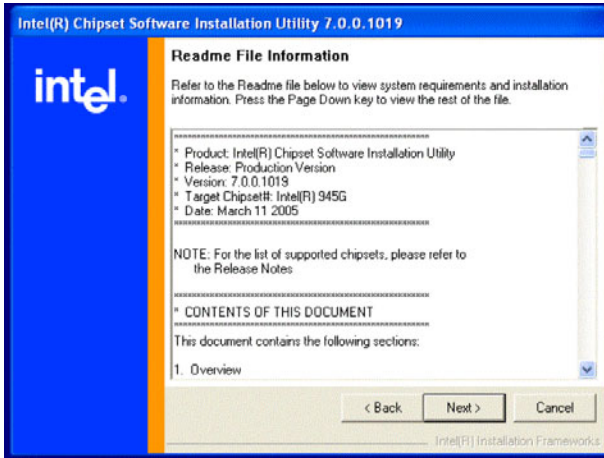 Intel(R) Chipset Software Installation Utility 7.0.0.1019
intel.
Readme File Information
Refer to the Readme file below to view system requirements and installation
information. Press the Page Down key to view the rest of the file.
* Product: Intel(R) Chipset Software Installation Utility
* Release: Production Version
* Version: 7.0.0.1019
* Target Chipset#: Intel(R) 945G
* Date: March 11 2005
NOTE: For the list of supported chipsets, please refer to
the Release Notes
* CONTENTS OF THIS DOCUMENT
This document contains the following sections:
1. Overview
< Back
Next >
Cancel
Intel(R) Installation Frameworks